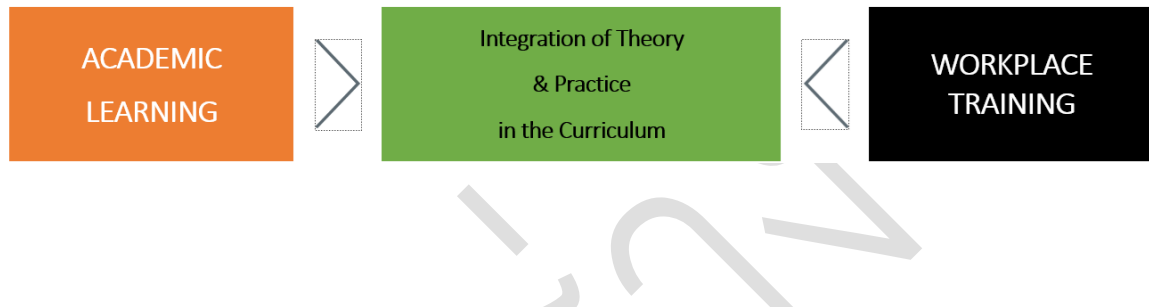 ACADEMIC
LEARNING
Integration of Theory
& Practice
in the Curriculum
WORKPLACE
TRAINING